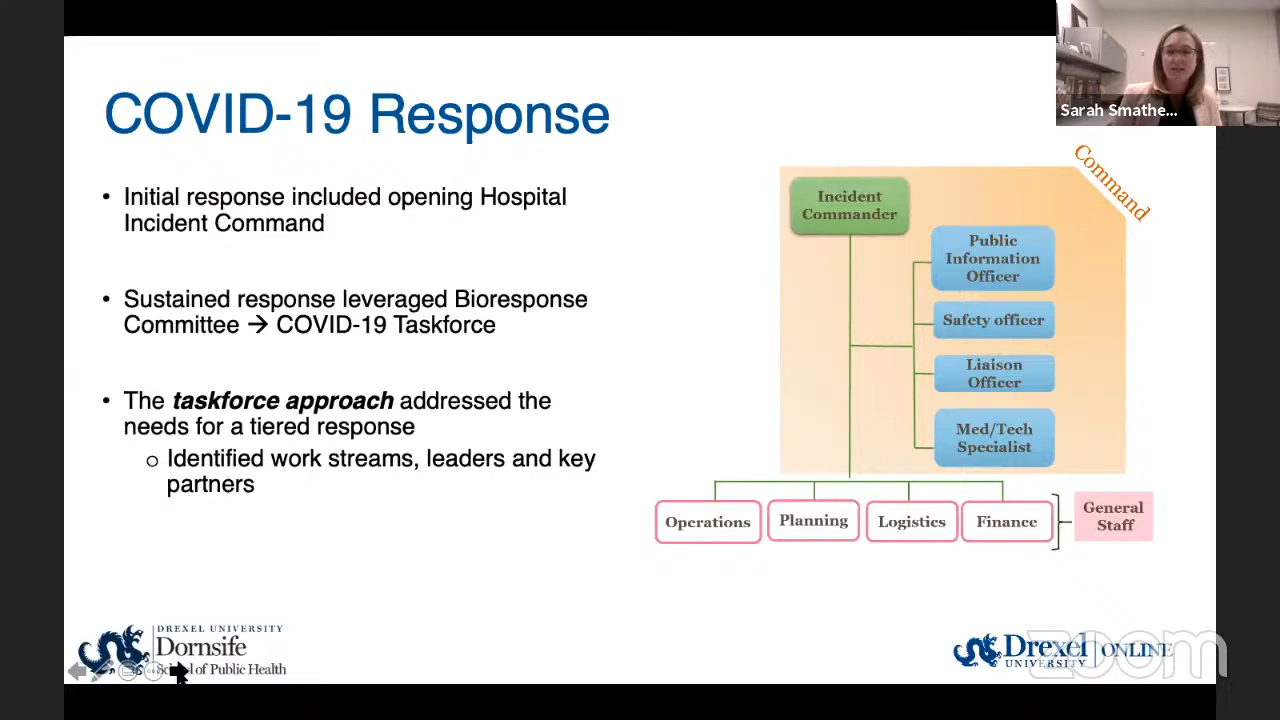 COVID-19 Response
• Initial response included opening Hospital
Incident Command
• Sustained response leveraged Bioresponse
Committee → COVID-19 Taskforce
• The taskforce approach addressed the
needs for a tiered response
o Identified work streams, leaders and key
partners
Sarah Smathe...
Command
Incident
Commander
Public
Information
Officer
Safety officer
Liaison
Officer
Med/Tech
Specialist
Operations
Planning
Logistics
Finance
General
Staff
DREXEL UNIVERSITY
Dornsife
School of Public Health
Drexel
UNIVERSITY
ONLINE
zoom